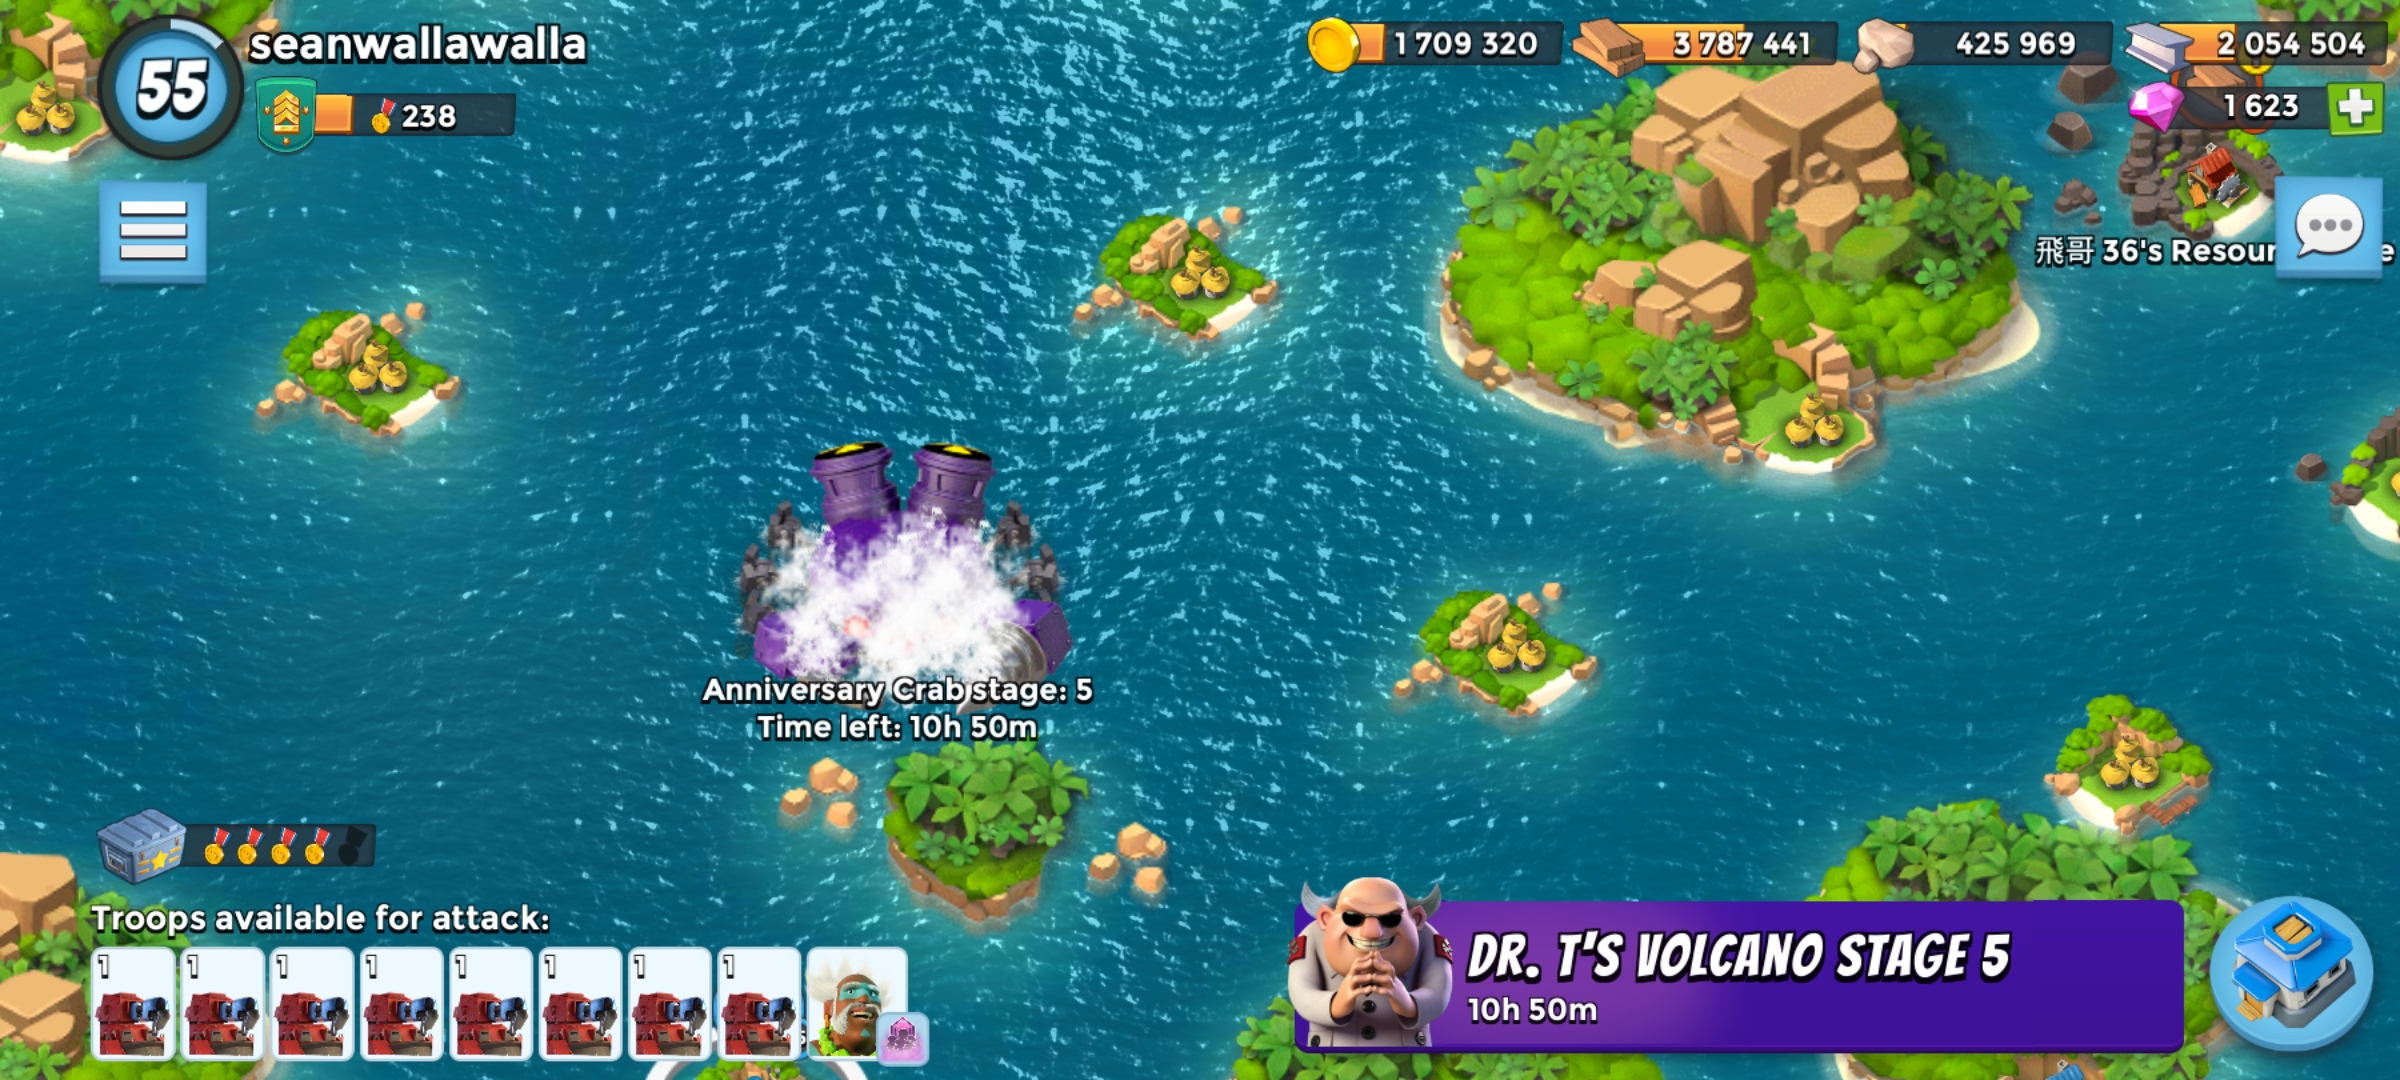 55
seanwallawalla
238
1 709 320
3 787 441
425 969
2 054 504
1 623
飛哥 36's Resour
Anniversary Crab stage: 5
Time left: 10h 50m
Troops available for attack:
1
1
1
1
1
1
1
1
DR. T'S VOLCANO STAGE 5
10h 50m